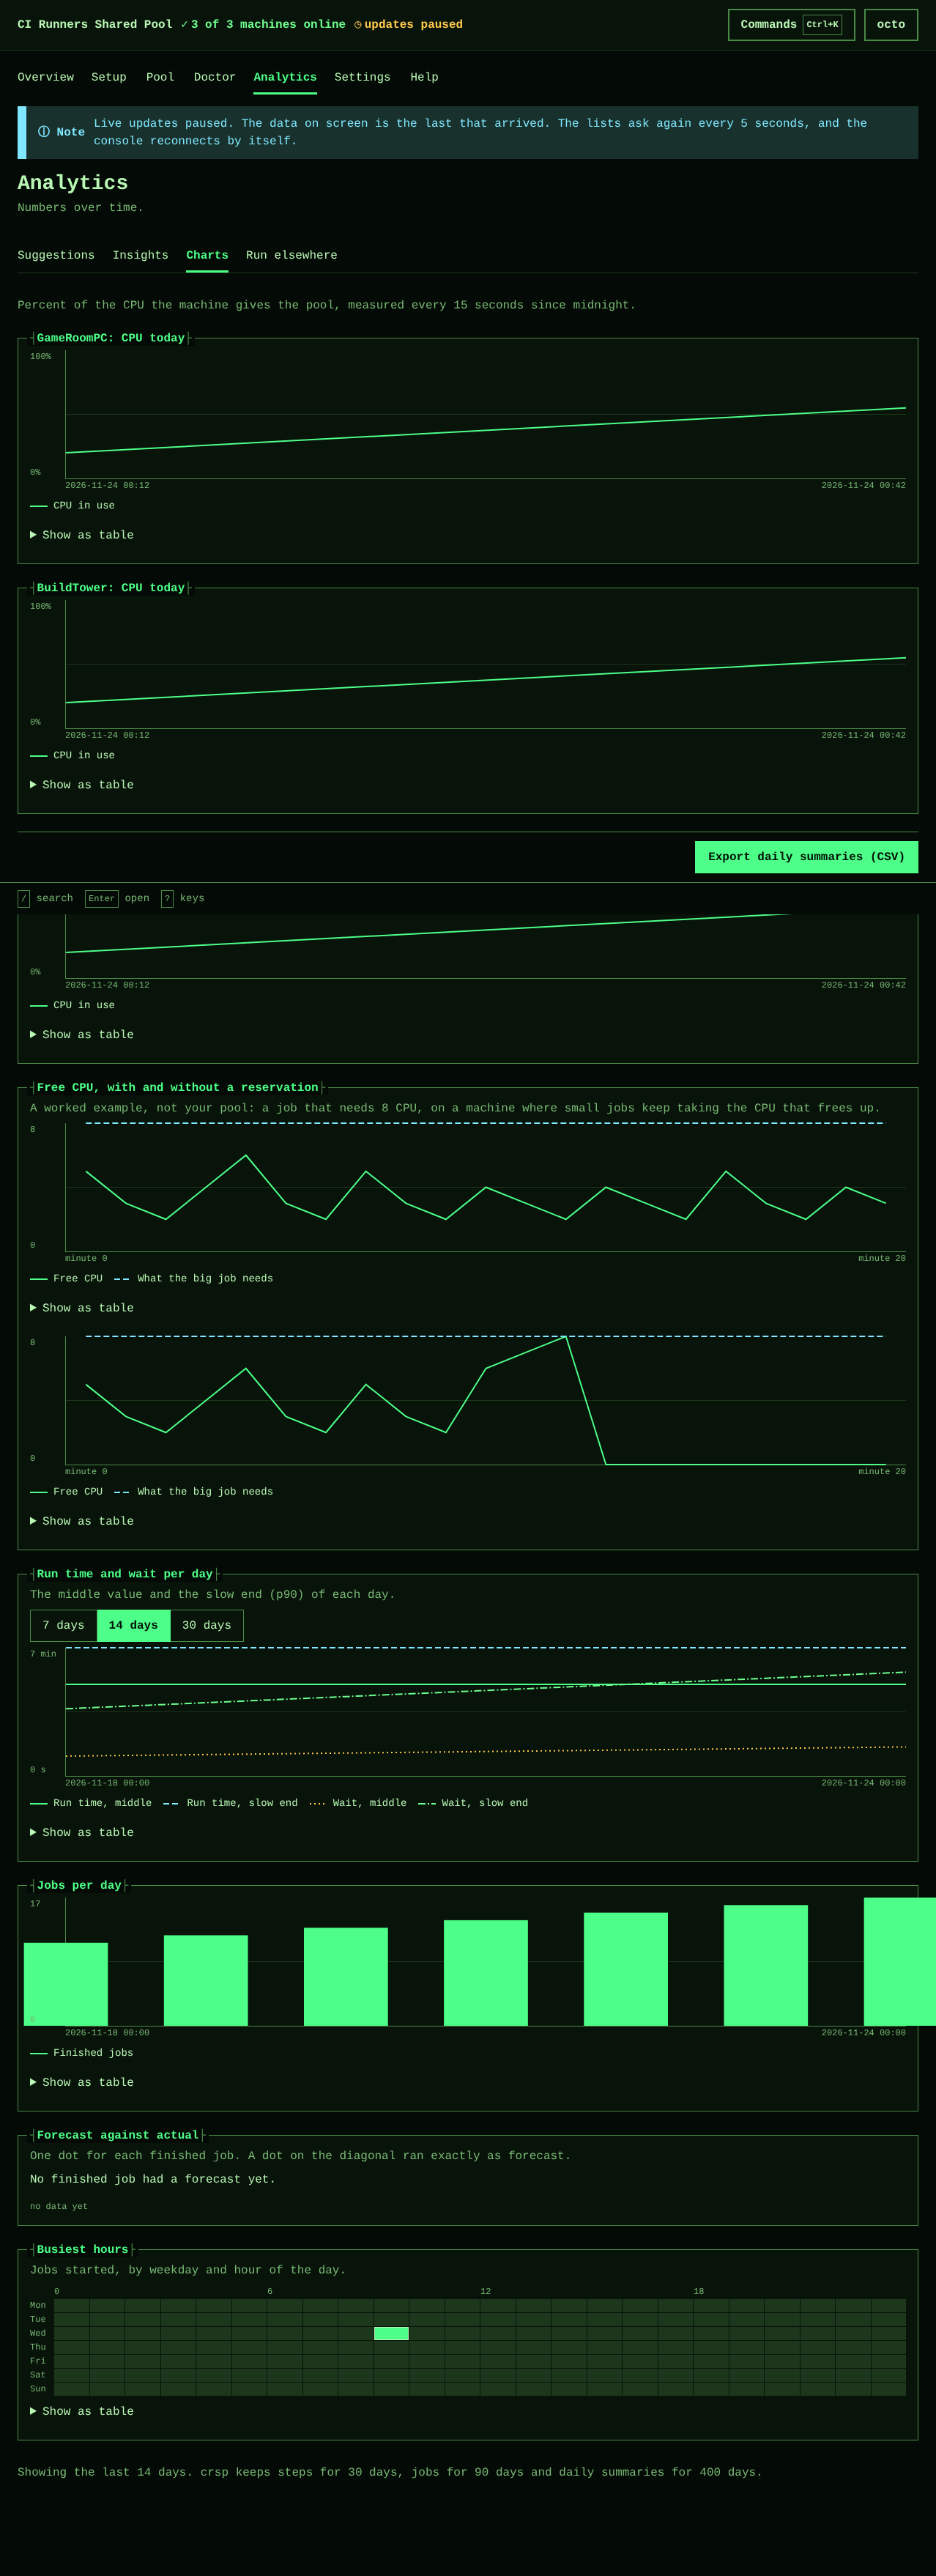 CI Runners Shared Pool ✓ 3 of 3 machines online ◷ updates paused Commands Ctrl+K octo
Overview Setup Pool Doctor Analytics Settings Help
ⓘ Note Live updates paused. The data on screen is the last that arrived. The lists ask again every 5 seconds, and the
console reconnects by itself.
Analytics
Numbers over time.
Suggestions Insights Charts Run elsewhere
Percent of the CPU the machine gives the pool, measured every 15 seconds since midnight.
GameRoomPC: CPU today
100%
0%
2026-11-24 00:12 2026-11-24 00:42
CPU in use
▶ Show as table
BuildTower: CPU today
100%
0%
2026-11-24 00:12 2026-11-24 00:42
CPU in use
▶ Show as table
Export daily summaries (CSV)
/ search Enter open ? keys
0%
2026-11-24 00:12 2026-11-24 00:42
CPU in use
▶ Show as table
Free CPU, with and without a reservation
A worked example, not your pool: a job that needs 8 CPU, on a machine where small jobs keep taking the CPU that frees up.
8
0
minute 0 minute 20
Free CPU What the big job needs
▶ Show as table
8
0
minute 0 minute 20
Free CPU What the big job needs
▶ Show as table
Run time and wait per day
The middle value and the slow end (p90) of each day.
7 days 14 days 30 days
7 min
0 s
2026-11-18 00:00 2026-11-24 00:00
Run time, middle Run time, slow end Wait, middle Wait, slow end
▶ Show as table
Jobs per day
17
0
2026-11-18 00:00 2026-11-24 00:00
Finished jobs
▶ Show as table
Forecast against actual
One dot for each finished job. A dot on the diagonal ran exactly as forecast.
No finished job had a forecast yet.
no data yet
Busiest hours
Jobs started, by weekday and hour of the day.
0 6 12 18
Mon
Tue
Wed
Thu
Fri
Sat
Sun
▶ Show as table
Showing the last 14 days. crsp keeps steps for 30 days, jobs for 90 days and daily summaries for 400 days.